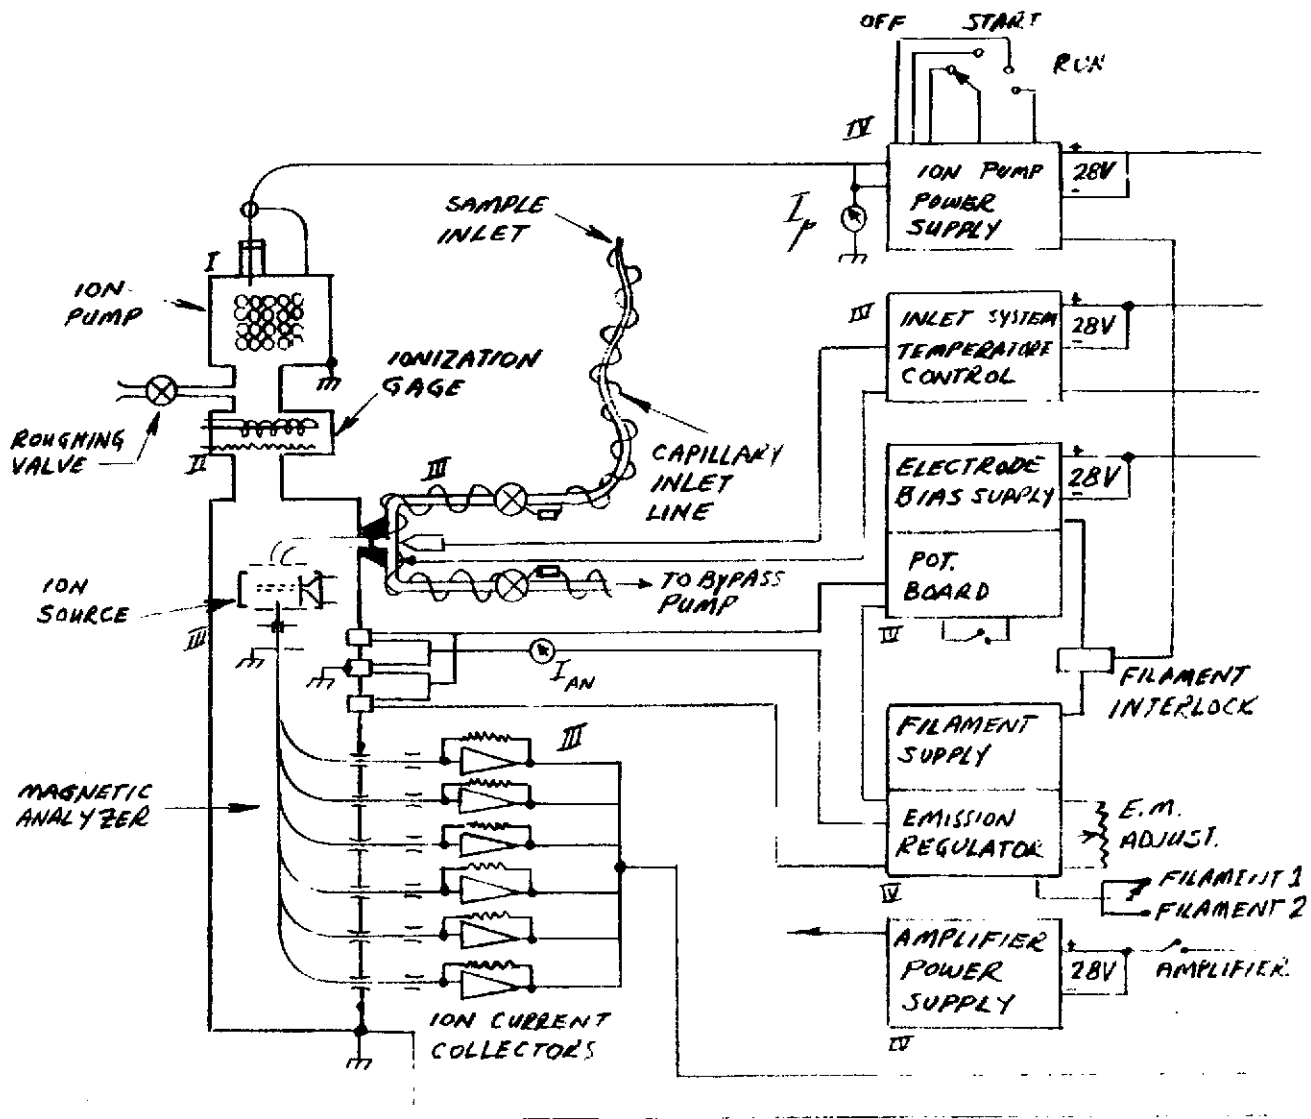 OFF START
RUN
IV
ION PUMP
POWER
SUPPLY
+
28V
-
I
P
SAMPLE
INLET
I
ION
PUMP
IONIZATION
GAGE
ROUGHING
VALVE
II
III
CAPILLARY
INLET
LINE
IV
INLET SYSTEM
TEMPERATURE
CONTROL
+
28V
-
ELECTRODE
BIAS SUPPLY
+
28V
-
POT.
BOARD
IV
TO BYPASS
PUMP
ION
SOURCE
III
I AN
FILAMENT
INTERLOCK
FILAMENT
SUPPLY
EMISSION
REGULATOR
V
E.M.
ADJUST.
FILAMENT 1
FILAMENT 2
III
MAGNETIC
ANALYZER
ION CURRENT
COLLECTORS
AMPLIFIER
POWER
SUPPLY
IV
+
28V
-
AMPLIFIER